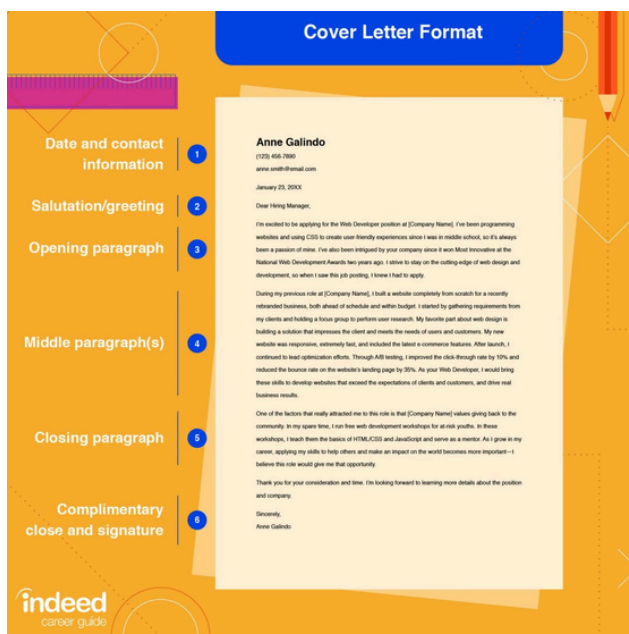 Cover Letter Format
Date and contact
information
1
Salutation/greeting
2
Opening paragraph
3
Middle paragraph(s)
4
Closing paragraph
5
Complimentary
close and signature
6
Anne Galindo
(123) 456-7890
anne.smith@email.com
January 23, 20XX
Dear Hiring Manager,
I'm excited to be applying for the Web Developer position at [Company Name]. I've been programming
websites and using CSS to create user-friendly experiences since I was in middle school, so it's always
been a passion of mine. I've also been intrigued by your company since it won Most Innovative at the
National Web Development Awards two years ago. I strive to stay on the cutting-edge of web design and
development, so when I saw this job posting, I knew I had to apply.
During my previous role at [Company Name], I built a website completely from scratch for a recently
rebranded business, both ahead of schedule and within budget. I started by gathering requirements from
my clients and holding a focus group to perform user research. My favorite part about web design is
building a solution that impresses the client and meets the needs of users and customers. My new
website was responsive, extremely fast, and included the latest e-commerce features. After launch, I
continued to lead optimization efforts. Through A/B testing, I improved the click-through rate by 10% and
reduced the bounce rate on the website's landing page by 35%. As your Web Developer, I would bring
these skills to develop websites that exceed the expectations of clients and customers, and drive real
business results.
One of the factors that really attracted me to this role is that [Company Name] values giving back to the
community. In my spare time, I run free web development workshops for at-risk youths. In these
workshops, I teach them the basics of HTML/CSS and JavaScript and serve as a mentor. As I grow in my
career, applying my skills to help others and make an impact on the world becomes more important—I
believe this role would give me that opportunity.
Thank you for your consideration and time. I'm looking forward to learning more details about the position
and company.
Sincerely,
Anne Galindo
indeed
career guide